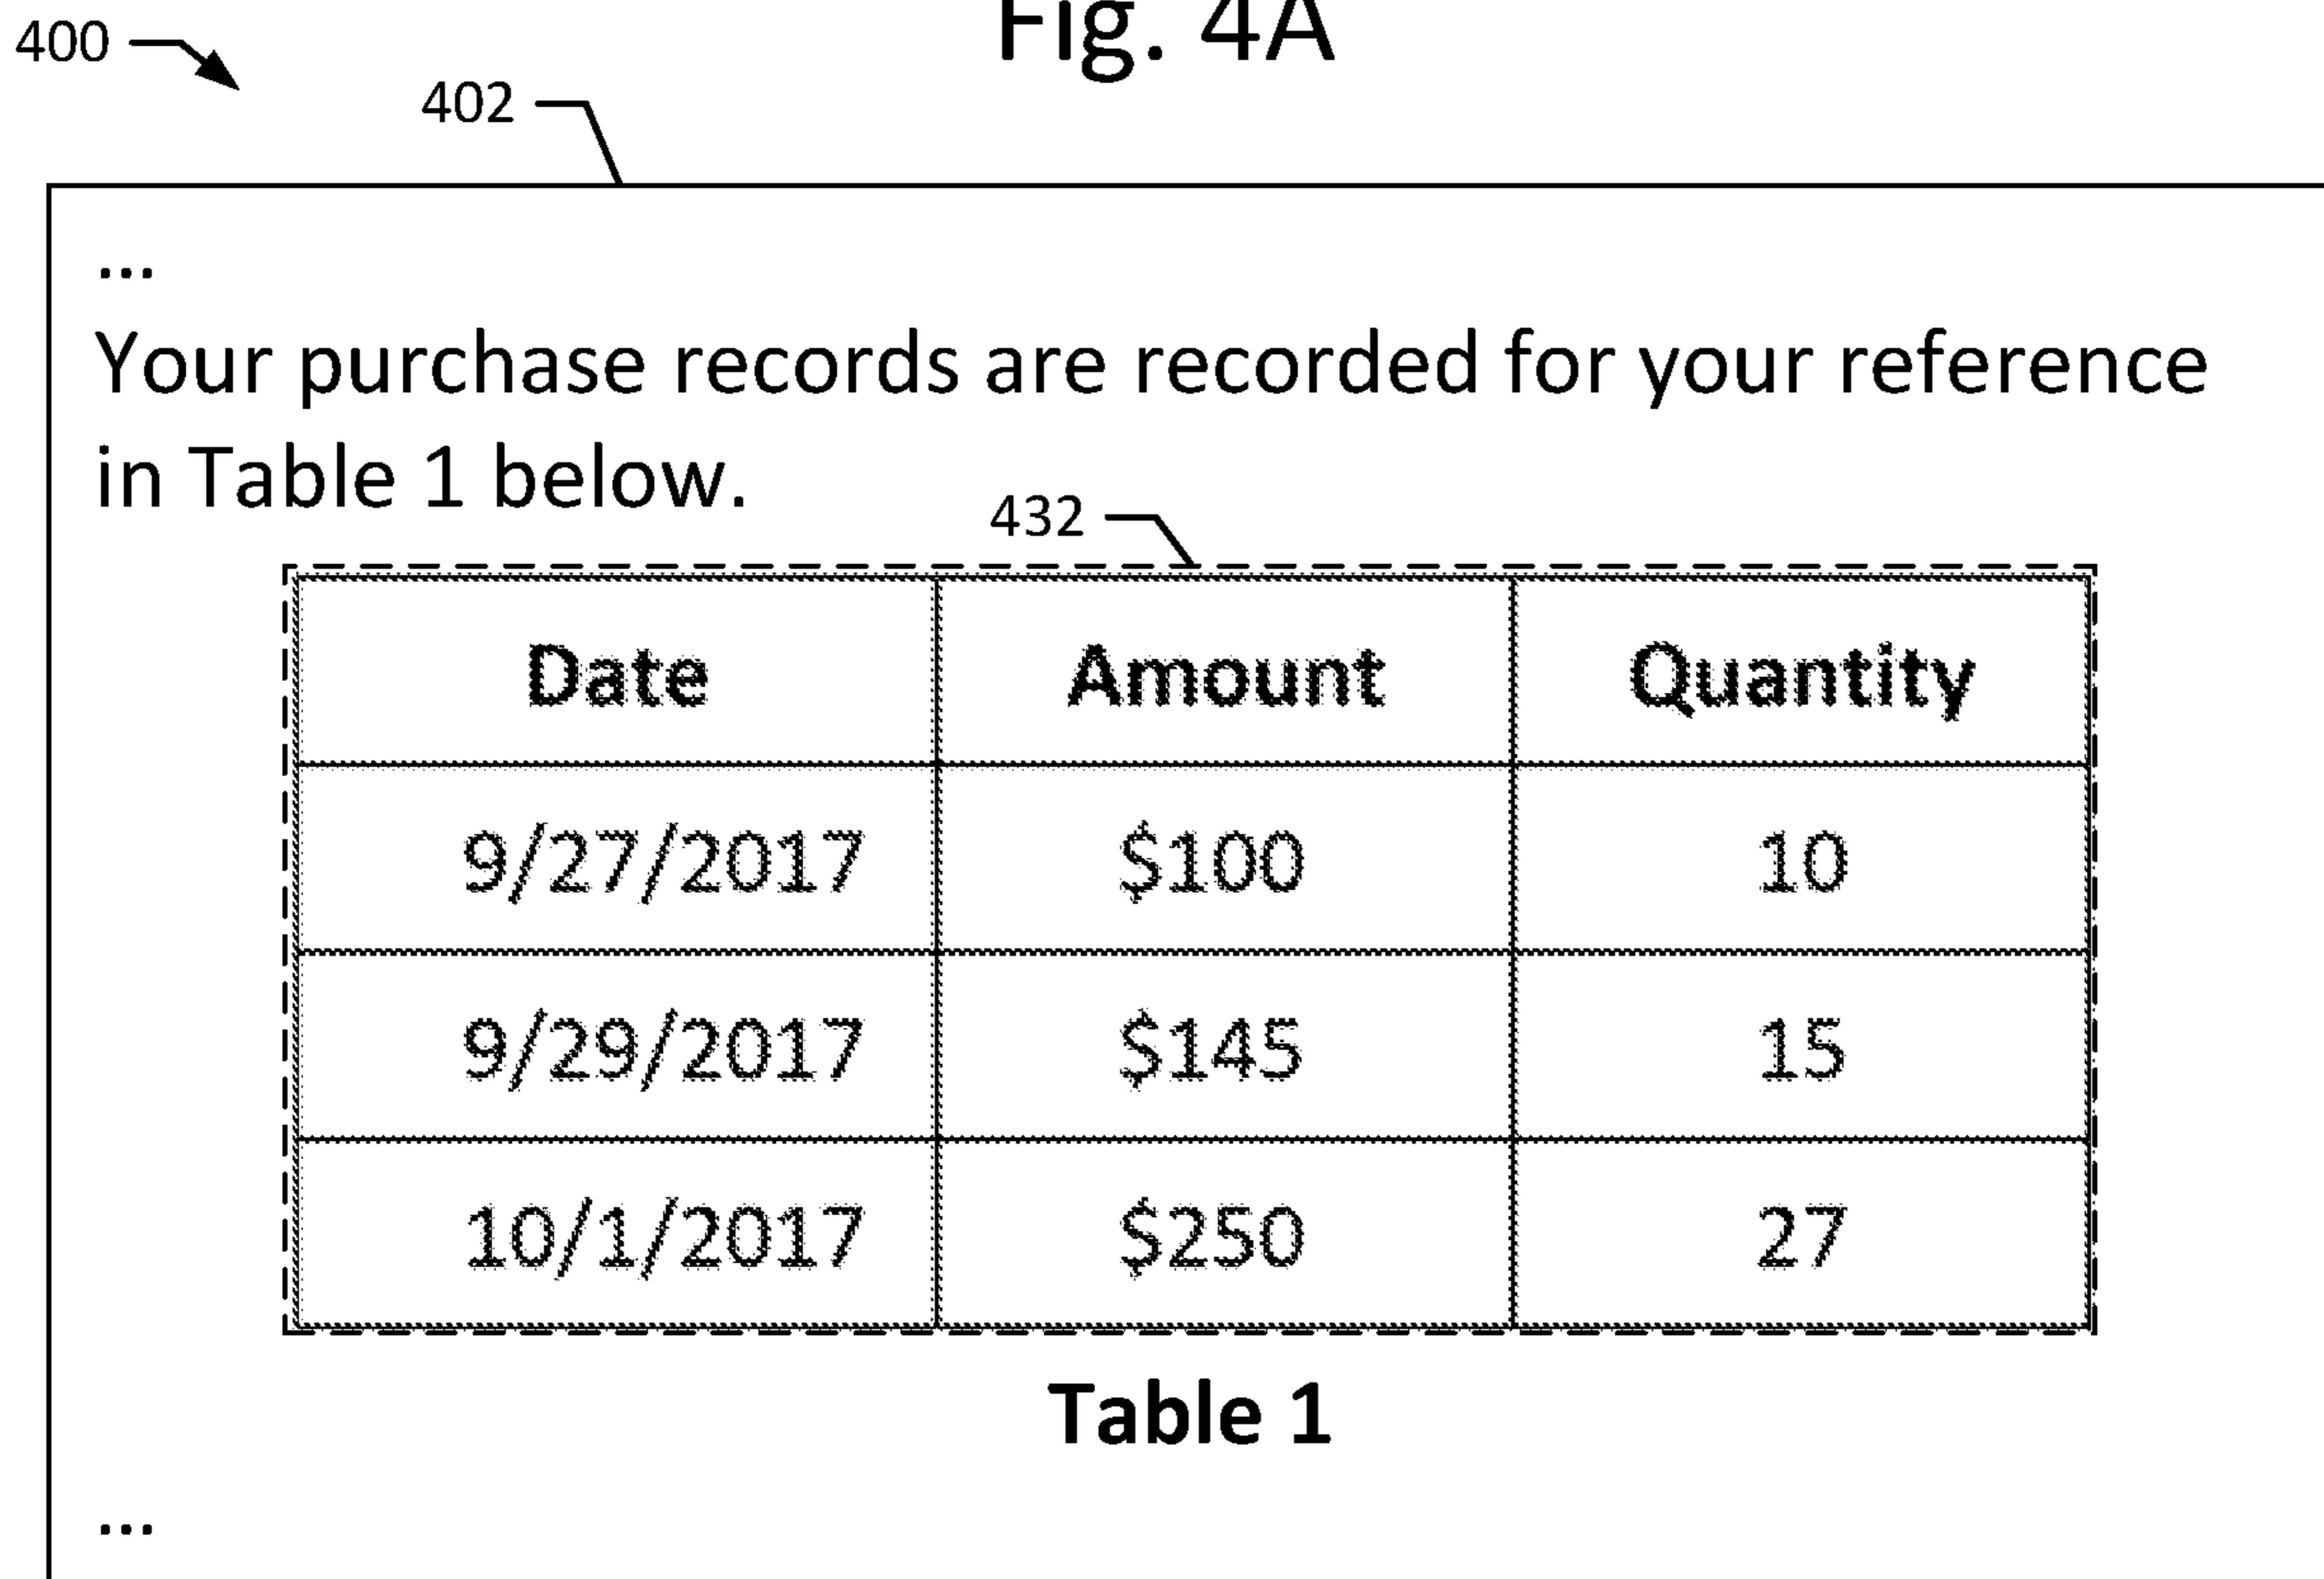 Fig. 4A
400
402
...
Your purchase records are recorded for your reference
in Table 1 below.
432
Date Amount Quantity
9/27/2017 $100 10
9/29/2017 $145 15
10/1/2017 $250 27
Table 1
...